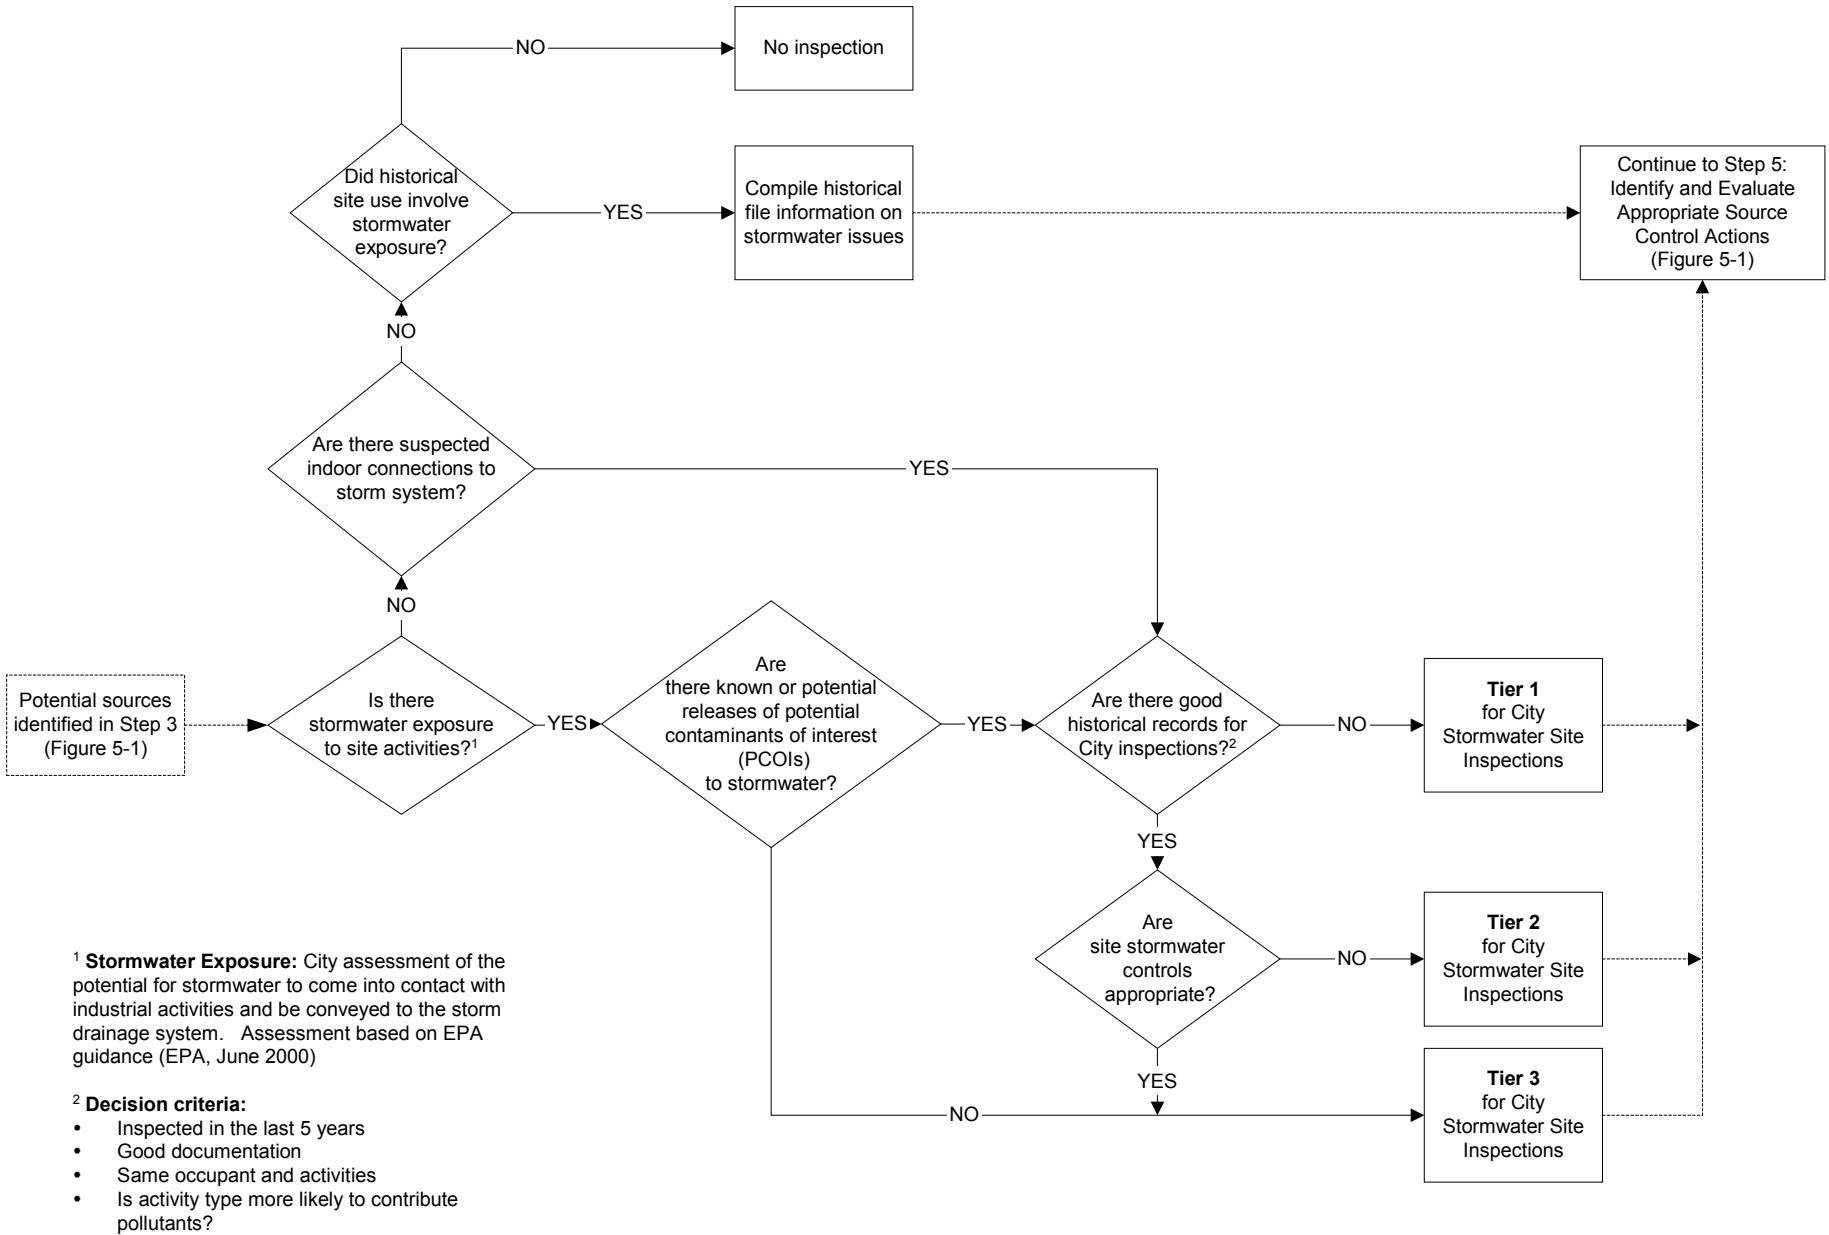 NO
No inspection
Did historical
site use involve
stormwater
exposure?
YES
Compile historical
file information on
stormwater issues
Continue to Step 5:
Identify and Evaluate
Appropriate Source
Control Actions
(Figure 5-1)
NO
Are there suspected
indoor connections to
storm system?
YES
NO
Potential sources
identified in Step 3
(Figure 5-1)
Is there
stormwater exposure
to site activities?¹
YES
Are
there known or potential
releases of potential
contaminants of interest
(PCOIs)
to stormwater?
YES
Are there good
historical records for
City inspections?²
NO
Tier 1
for City
Stormwater Site
Inspections
YES
Are
site stormwater
controls
appropriate?
NO
Tier 2
for City
Stormwater Site
Inspections
YES
NO
Tier 3
for City
Stormwater Site
Inspections
¹ Stormwater Exposure: City assessment of the
potential for stormwater to come into contact with
industrial activities and be conveyed to the storm
drainage system. Assessment based on EPA
guidance (EPA, June 2000)
² Decision criteria:
• Inspected in the last 5 years
• Good documentation
• Same occupant and activities
• Is activity type more likely to contribute
pollutants?